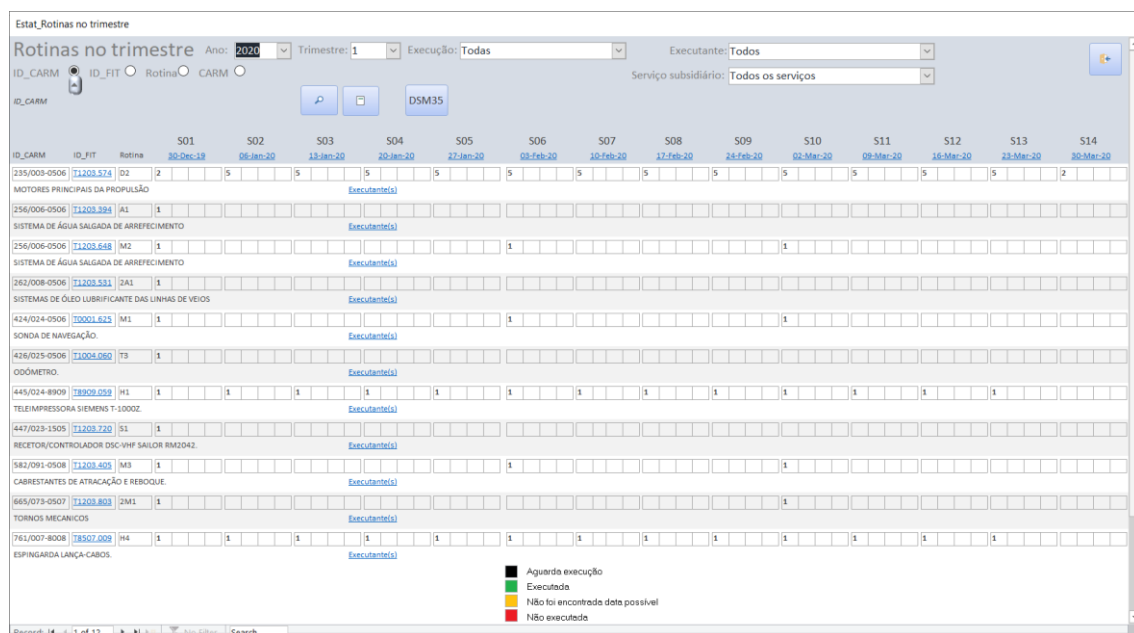 Estat_Rotinas no trimestre
Rotinas no trimestre Ano: 2020 Trimestre: 1 Execução: Todas Executante: Todos
ID_CARM ID_FIT Rotina CARM Serviço subsidiário: Todos os serviços
ID_CARM DSM35
S01 S02 S03 S04 S05 S06 S07 S08 S09 S10 S11 S12 S13 S14
ID_CARM ID_FIT Rotina 30-Dec-19 06-Jan-20 13-Jan-20 20-Jan-20 27-Jan-20 03-Feb-20 10-Feb-20 17-Feb-20 24-Feb-20 02-Mar-20 09-Mar-20 16-Mar-20 23-Mar-20 30-Mar-20
235/003-0506 T1203.574 D2 2 5 5 5 5 5 5 5 5 5 5 5 5 2
MOTORES PRINCIPAIS DA PROPULSÃO Executante(s)
256/006-0506 T1203.394 A1 1
SISTEMA DE ÁGUA SALGADA DE ARREFECIMENTO Executante(s)
256/006-0506 T1203.648 M2 1 1 1
SISTEMA DE ÁGUA SALGADA DE ARREFECIMENTO Executante(s)
262/008-0506 T1203.531 2A1 1
SISTEMAS DE ÓLEO LUBRIFICANTE DAS LINHAS DE VEIOS Executante(s)
424/024-0506 T0001.625 M1 1 1 1
SONDA DE NAVEGAÇÃO. Executante(s)
426/025-0506 T1004.060 T3 1
ODÓMETRO. Executante(s)
445/024-8909 T8909.059 H1 1 1 1 1 1 1 1 1 1 1 1 1 1
TELEIMPRESSORA SIEMENS T-1000Z. Executante(s)
447/023-1505 T1203.720 S1 1
RECETOR/CONTROLADOR DSC-VHF SAILOR RM2042. Executante(s)
582/091-0508 T1203.405 M3 1 1 1
CABRESTANTES DE ATRACAÇÃO E REBOQUE. Executante(s)
665/073-0507 T1203.803 2M1 1 1
TORNOS MECANICOS Executante(s)
761/007-8008 T8507.009 H4 1 1 1 1 1 1 1 1 1 1 1 1 1
ESPINGARDA LANÇA-CABOS. Executante(s)
Aguarda execução
Executada
Não foi encontrada data possível
Não executada
Record: 1 of 12 No Filter Search